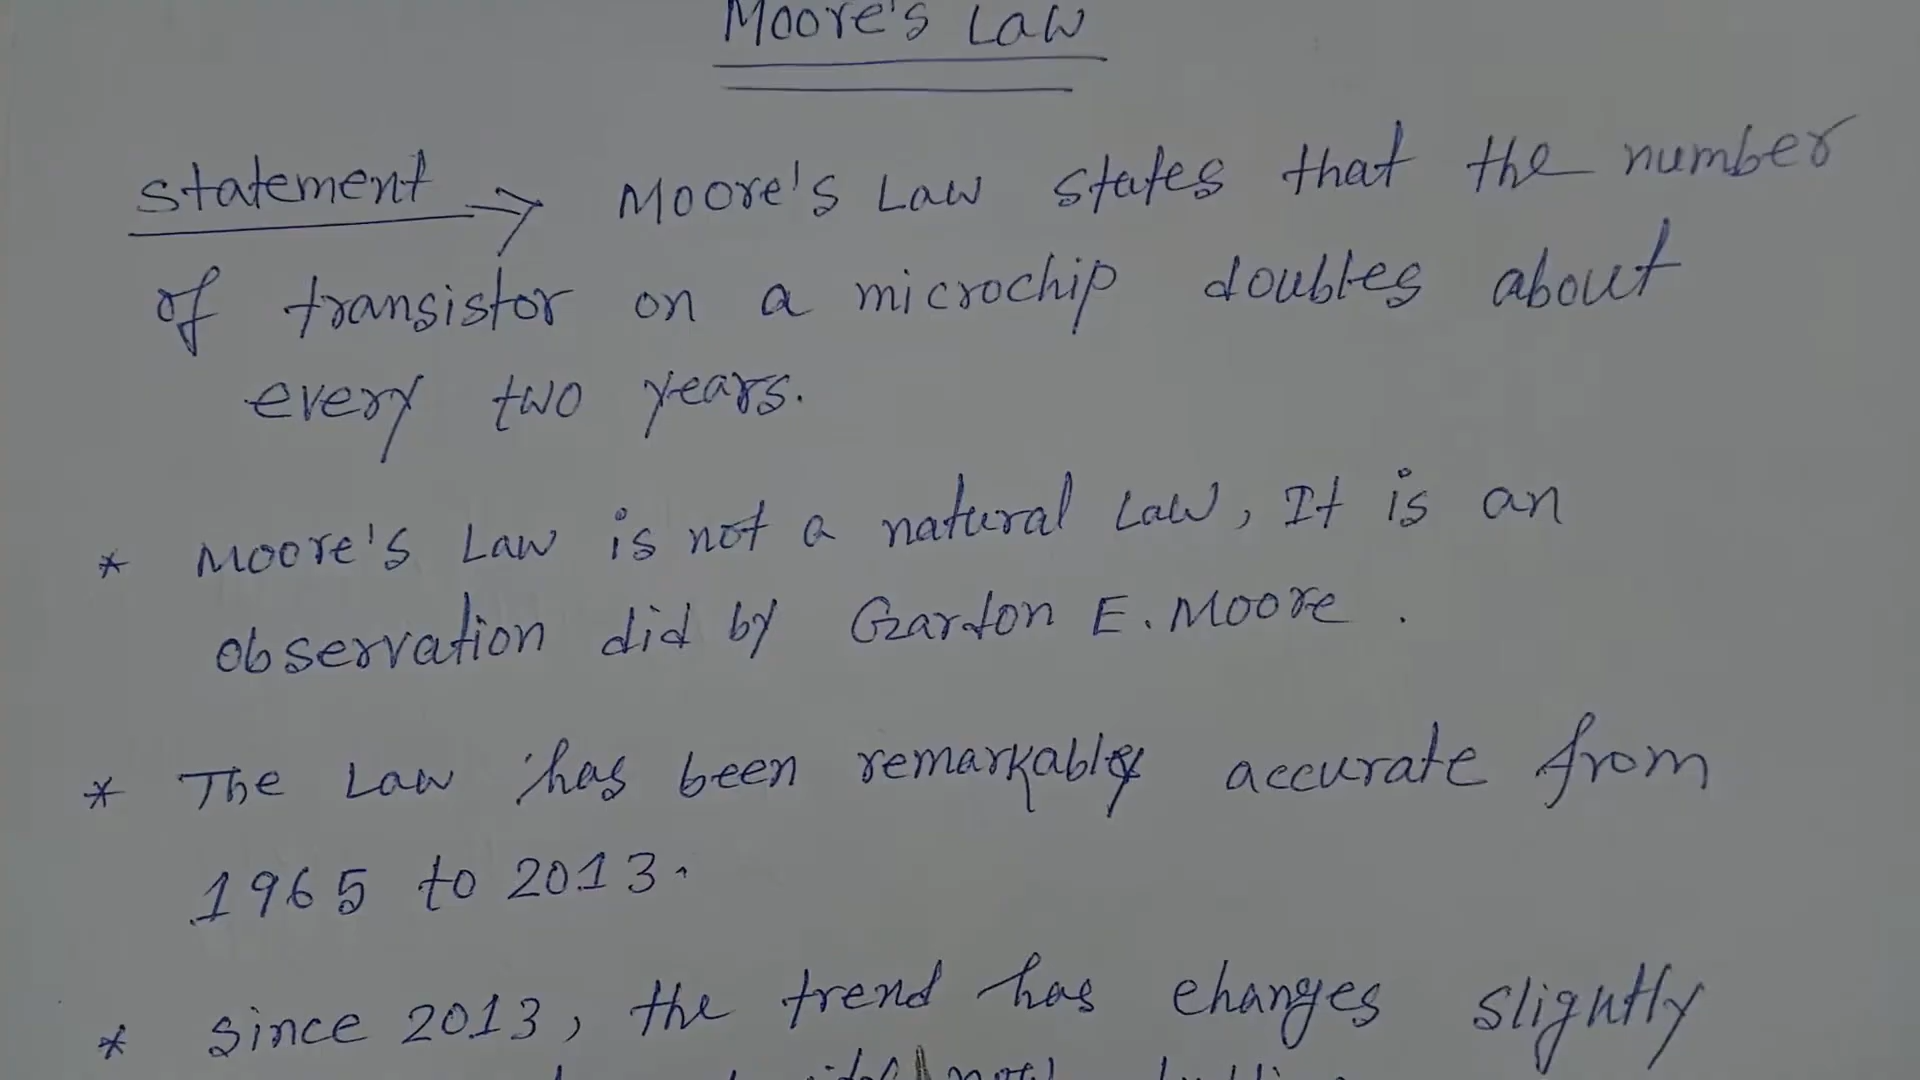 Moore's Law
Statement → Moore's Law states that the number
of transistor on a microchip doubles about
every two years.
* Moore's Law is not a natural Law, It is an
observation did by Garton E. Moore.
* The Law has been remarkably accurate from
1965 to 2013.
* Since 2013, the trend has changes slightly